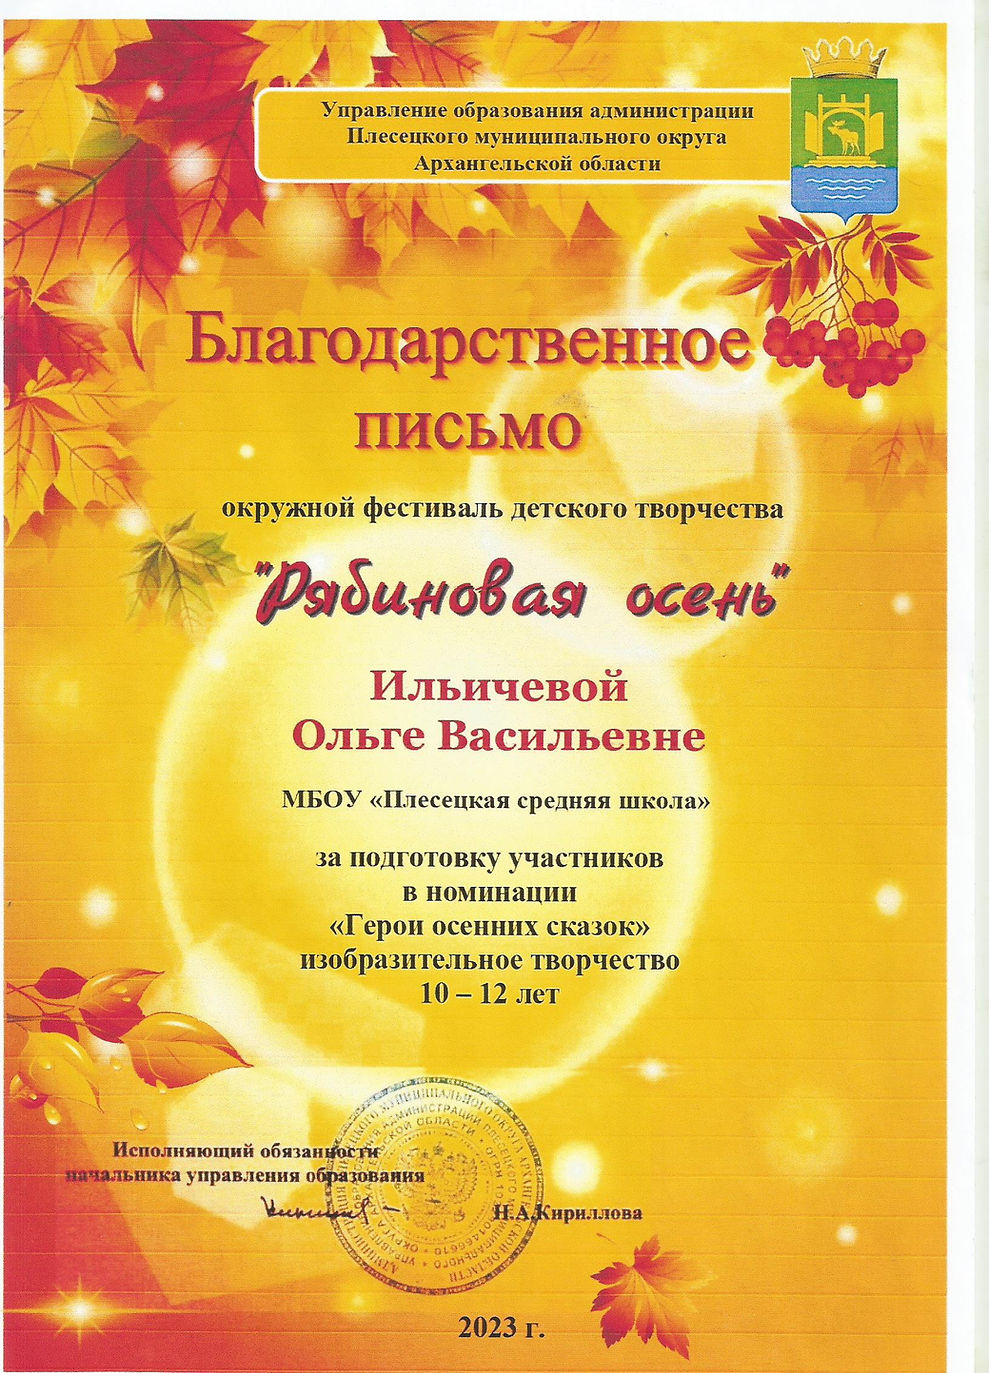 Управление образования администрации
Плесецкого муниципального округа
Архангельской области
Благодарственное
письмо
окружной фестиваль детского творчества
"Рябиновая осень"
Ильичевой
Ольге Васильевне
МБОУ «Плесецкая средняя школа»
за подготовку участников
в номинации
«Герои осенних сказок»
изобразительное творчество
10 – 12 лет
Исполняющий обязанности
начальника управления образования
Н.А.Кириллова
2023 г.